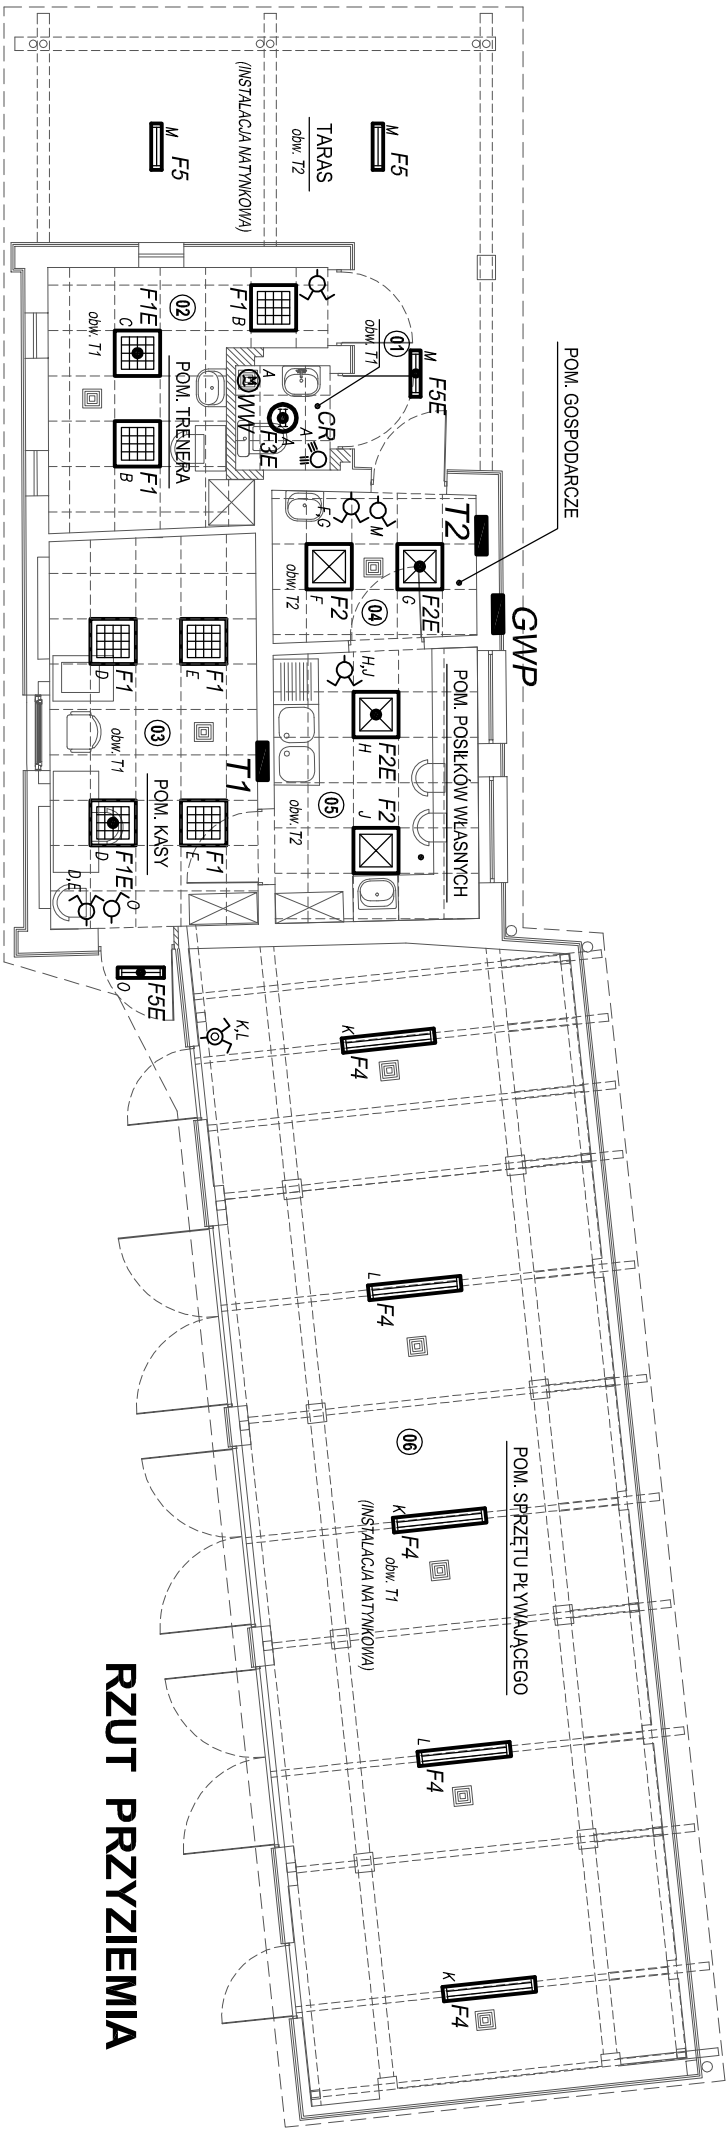 M
F5
M
F5
TARAS
obw. T2
(INSTALACJA NATYNKOWA)
POM. GOSPODARCZE
01
obw. T1
M
F5E
F1
B
02
F1E
C
obw. T1
POM. TRENERA
F1
B
A
WW
A
F3E
CR
A
T2
GWP
F,G
M
F2E
G
04
F2
F
obw. T2
POM. POSIŁKÓW WŁASNYCH
H,J
F2E
H
05
F2
J
obw. T2
F1
D
F1
E
03
obw. T1
T1
POM. KASY
F1E
D
F1
E
D,E
O
F5E
O
K,L
K
F4
L
F4
06
POM. SPRZĘTU PŁYWAJĄCEGO
K
F4
obw. T1
(INSTALACJA NATYNKOWA)
L
F4
K
F4
RZUT PRZYZIEMIA